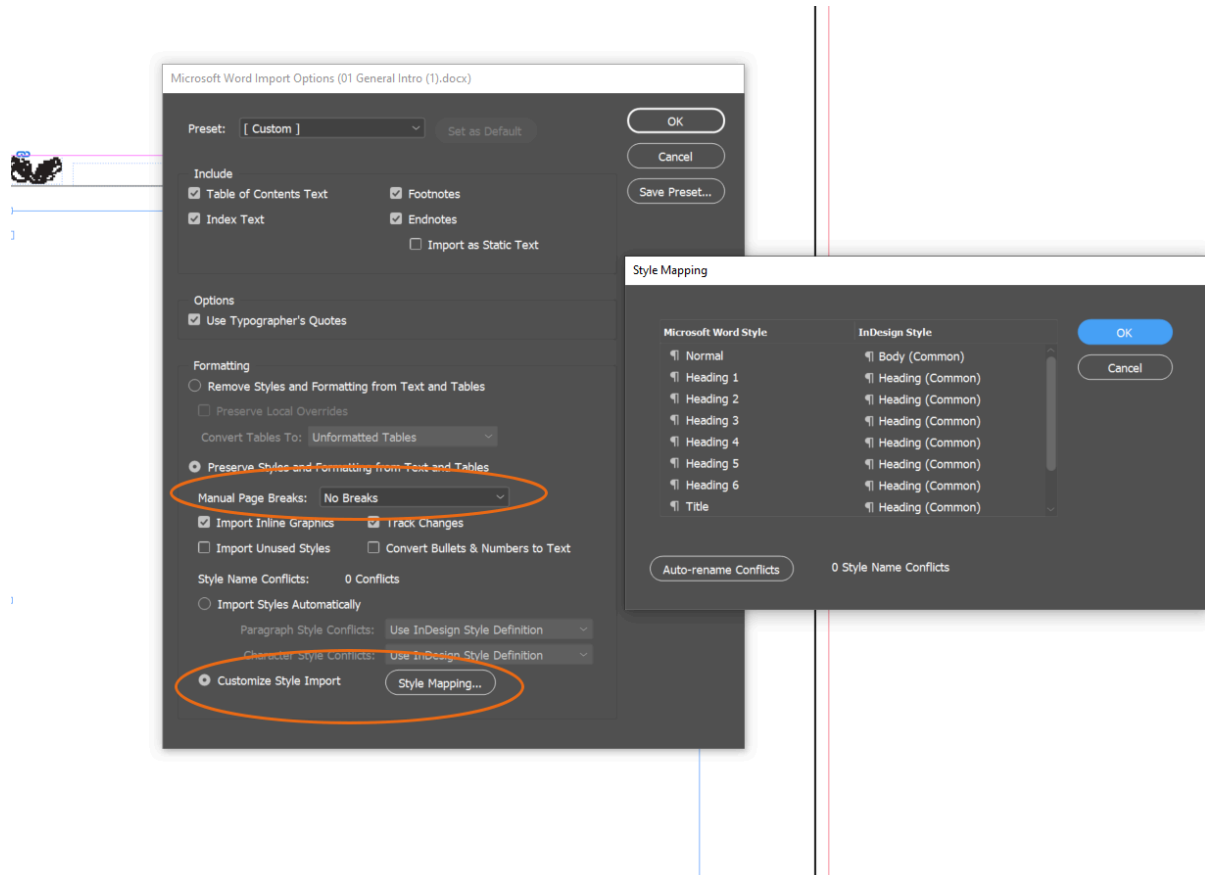 Microsoft Word Import Options (01 General Intro (1).docx)
Preset: [ Custom ] Set as Default
OK
Cancel
Save Preset...
Include
Table of Contents Text Footnotes
Index Text Endnotes
Import as Static Text
Options
Use Typographer's Quotes
Formatting
Remove Styles and Formatting from Text and Tables
Preserve Local Overrides
Convert Tables To: Unformatted Tables
Preserve Styles and Formatting from Text and Tables
Manual Page Breaks: No Breaks
Import Inline Graphics Track Changes
Import Unused Styles Convert Bullets & Numbers to Text
Style Name Conflicts: 0 Conflicts
Import Styles Automatically
Paragraph Style Conflicts: Use InDesign Style Definition
Character Style Conflicts: Use InDesign Style Definition
Customize Style Import Style Mapping...
Style Mapping
Microsoft Word Style InDesign Style
¶ Normal ¶ Body (Common)
¶ Heading 1 ¶ Heading (Common)
¶ Heading 2 ¶ Heading (Common)
¶ Heading 3 ¶ Heading (Common)
¶ Heading 4 ¶ Heading (Common)
¶ Heading 5 ¶ Heading (Common)
¶ Heading 6 ¶ Heading (Common)
¶ Title ¶ Heading (Common)
OK
Cancel
Auto-rename Conflicts 0 Style Name Conflicts